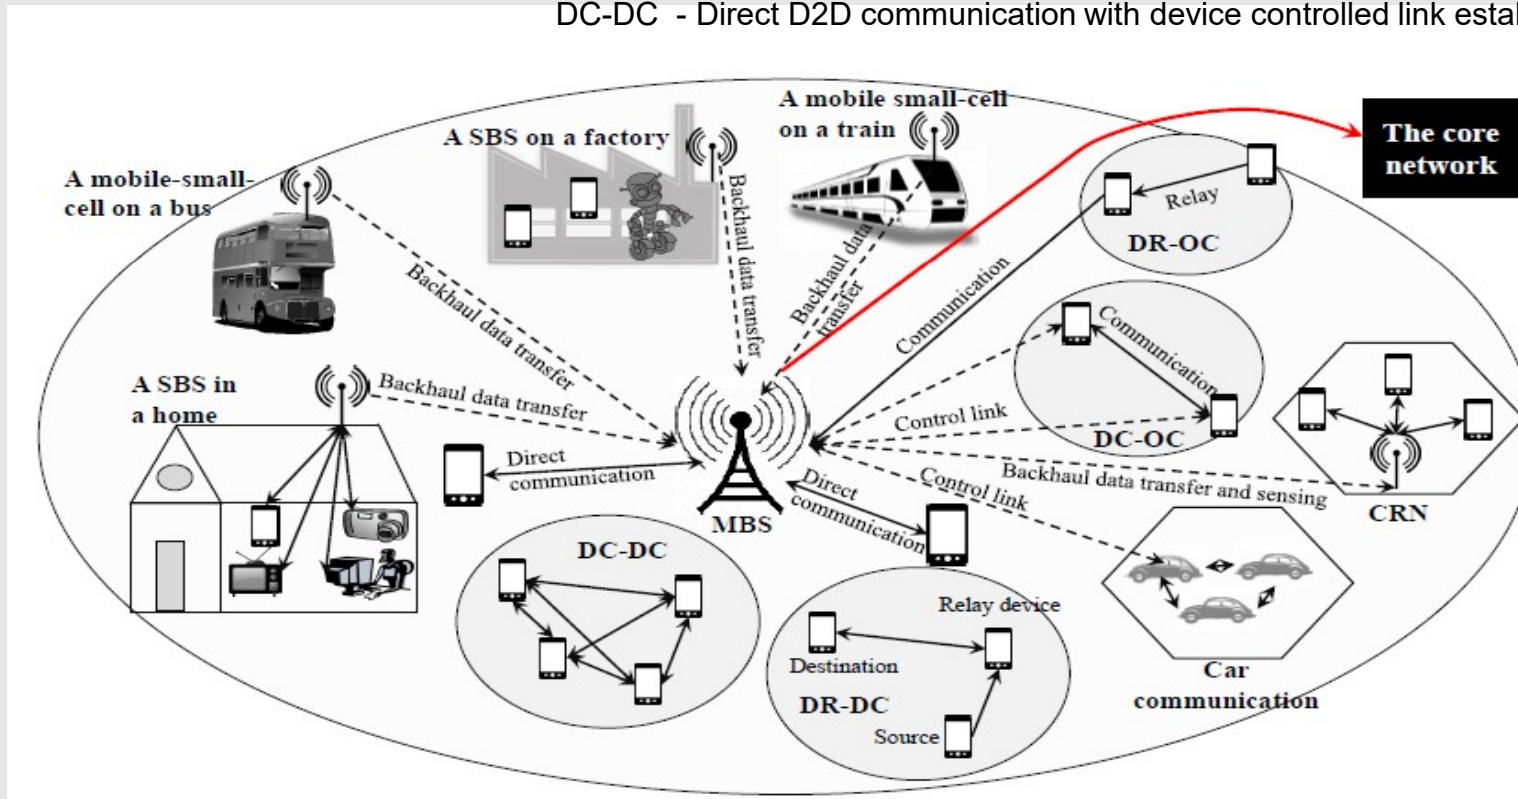 DC-DC - Direct D2D communication with device controlled link estal
A mobile small-cell
on a train
A SBS on a factory
The core
network
A mobile-small-
cell on a bus
Relay
DR-OC
Backhaul data transfer
Backhaul data transfer
Backhaul data
transfer
Communication
Communication
A SBS in
a home
Backhaul data transfer
Control link
DC-OC
Direct
communication
Backhaul data transfer and sensing
Control link
Direct
communication
MBS
CRN
DC-DC
Relay device
Destination
DR-DC
Source
Car
communication